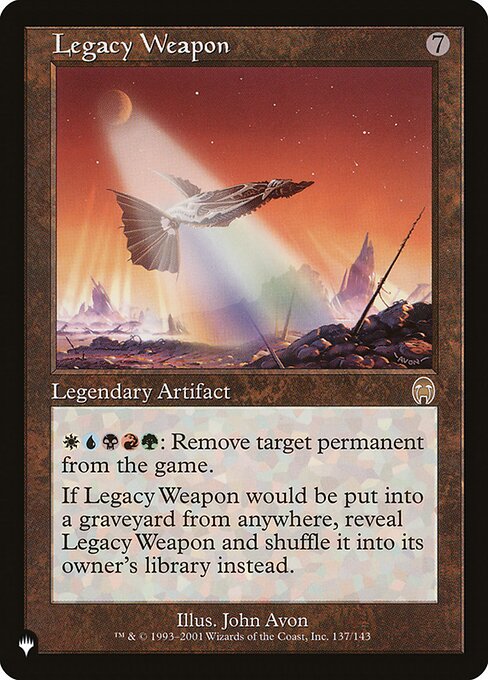 Legacy Weapon 7
AVON
Legendary Artifact
: Remove target permanent
from the game.
If Legacy Weapon would be put into
a graveyard from anywhere, reveal
Legacy Weapon and shuffle it into its
owner's library instead.
Illus. John Avon
™ & © 1993–2001 Wizards of the Coast, Inc. 137/143